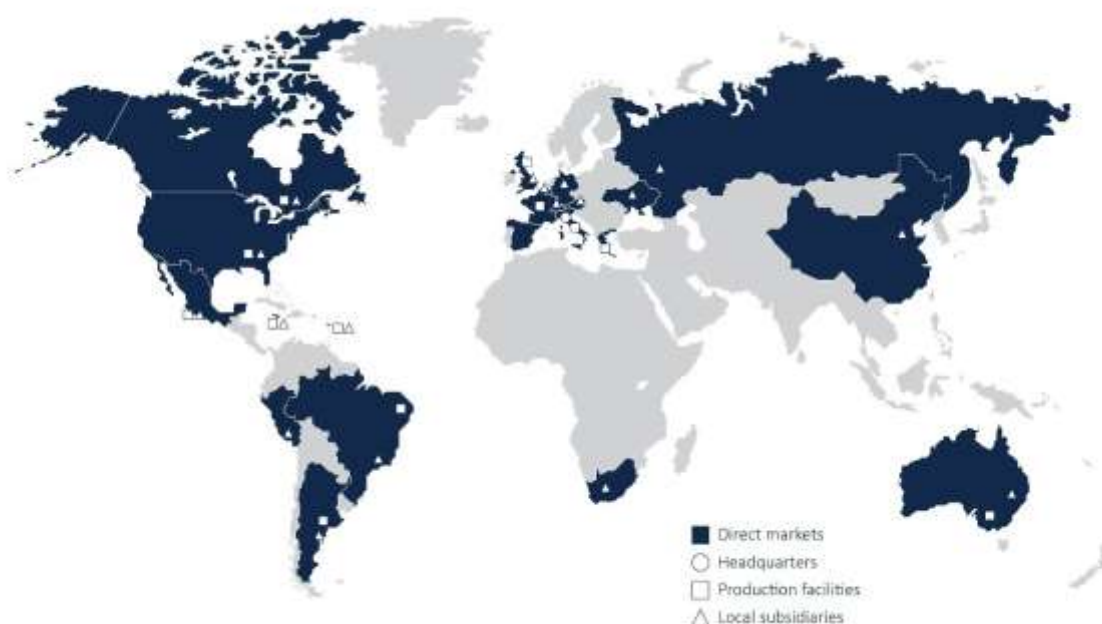 Direct markets
Headquarters
Production facilities
Local subsidiaries